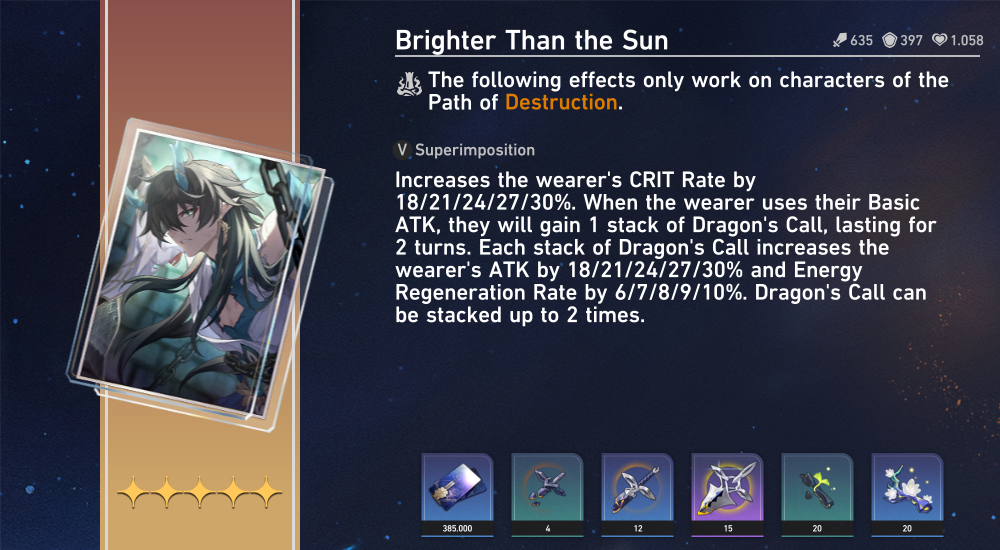 Brighter Than the Sun
635 397 1.058
The following effects only work on characters of the
Path of Destruction.
V Superimposition
Increases the wearer's CRIT Rate by
18/21/24/27/30%. When the wearer uses their Basic
ATK, they will gain 1 stack of Dragon's Call, lasting for
2 turns. Each stack of Dragon's Call increases the
wearer's ATK by 18/21/24/27/30% and Energy
Regeneration Rate by 6/7/8/9/10%. Dragon's Call can
be stacked up to 2 times.
385.000 4 12 15 20 20